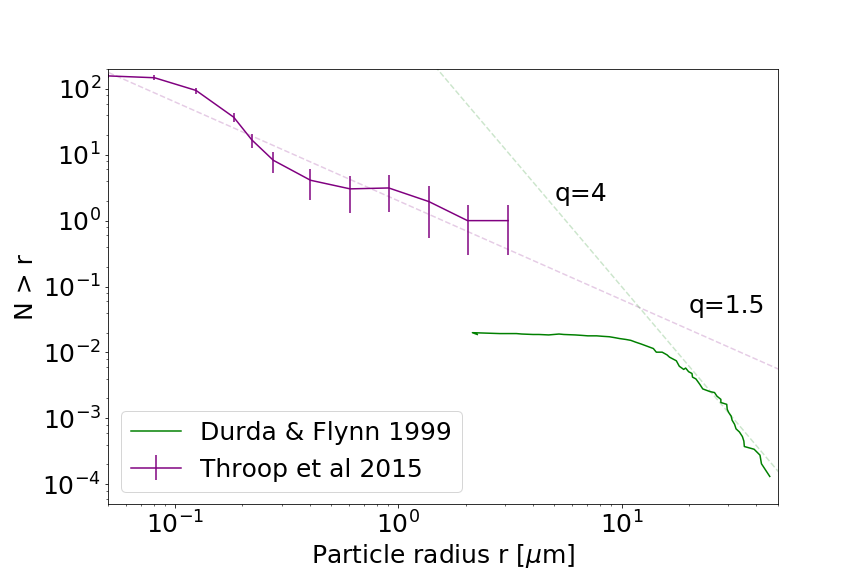 10²
10¹
10⁰
10⁻¹
10⁻²
10⁻³
10⁻⁴
N > r
q=4
q=1.5
Durda & Flynn 1999
Throop et al 2015
10⁻¹
10⁰
10¹
Particle radius r [μm]